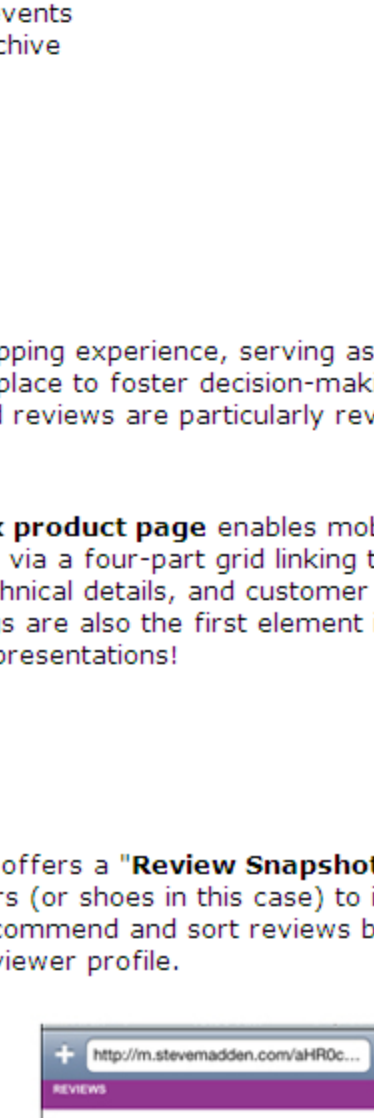 vents
chive
pping experience, serving as
place to foster decision-mak
reviews are particularly rev
product page enables mob
via a four-part grid linking t
hnical details, and customer
s are also the first element
presentations!
offers a "Review Snapshot
rs (or shoes in this case) to i
commend and sort reviews b
viewer profile.
http://m.stevemadden.com/aHR0c...
REVIEWS